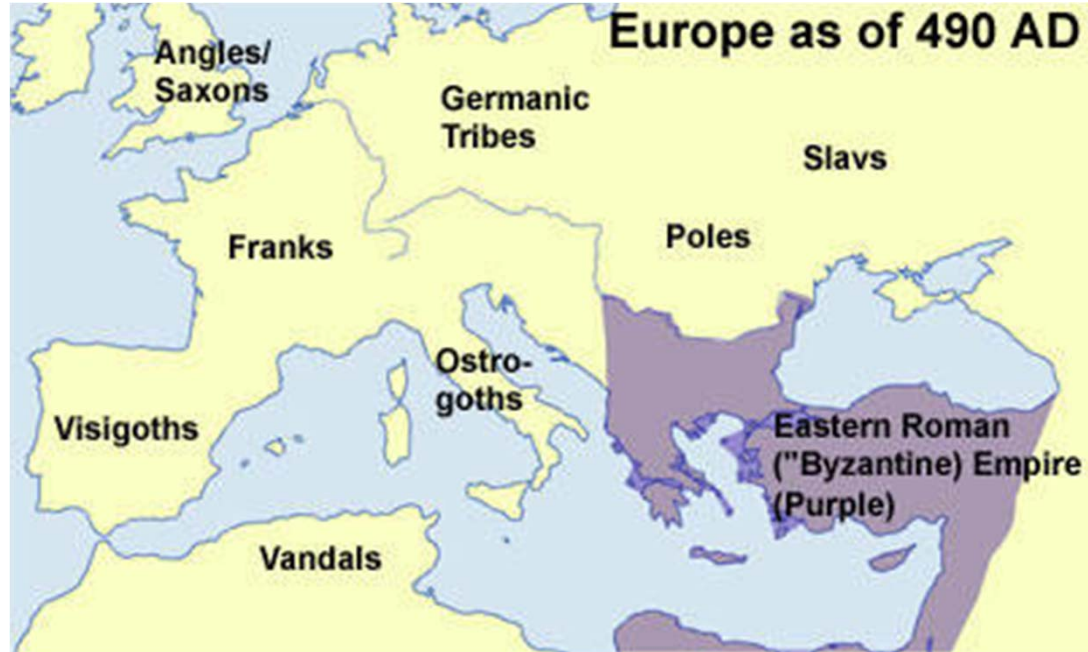 Europe as of 490 AD
Angles/
Saxons
Germanic
Tribes
Slavs
Franks
Poles
Ostro-
goths
Visigoths
Eastern Roman
("Byzantine) Empire
(Purple)
Vandals